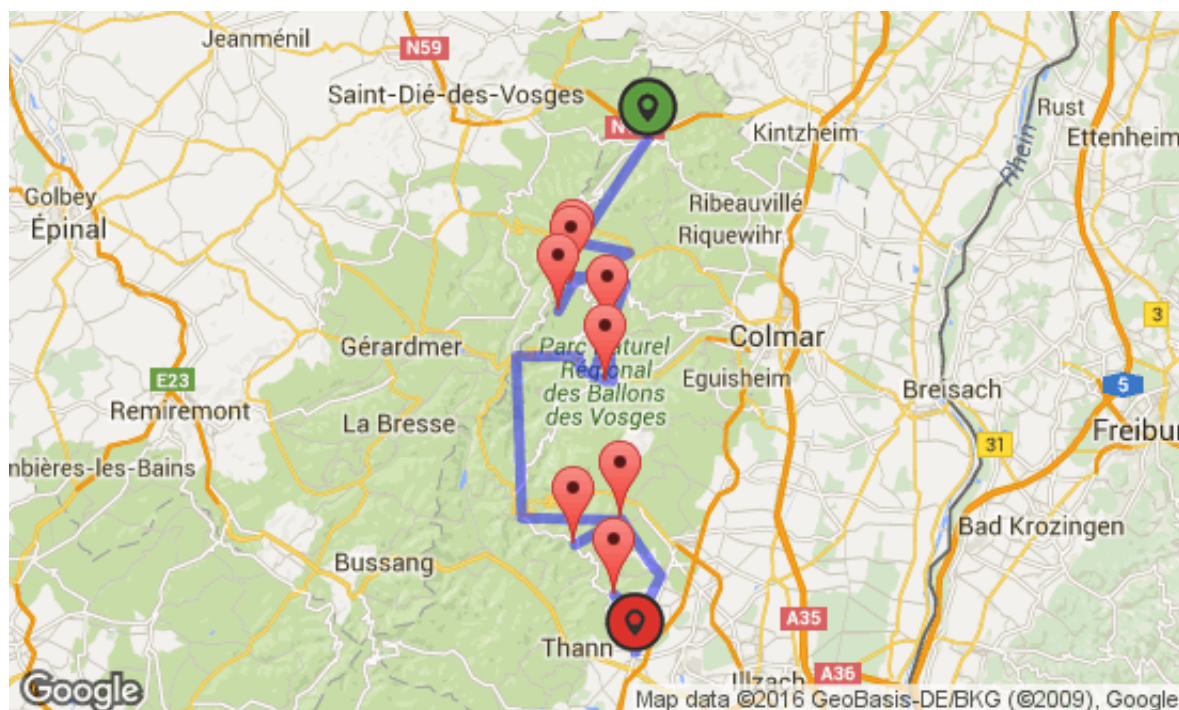 Jeanménil
N59
Saint-Dié-des-Vosges
Rust
Kintzheim
Ettenheim
Rhein
Golbey
Épinal
Ribeauvillé
Riquewihr
3
Gérardmer
Colmar
Parc Naturel
Régional
des Ballons
des Vosges
Eguisheim
E23
5
Remiremont
Breisach
La Bresse
31
Freibur
mbières-les-Bains
Bad Krozingen
Bussang
A35
Thann
Illzach
A36
Google
Map data ©2016 GeoBasis-DE/BKG (©2009), Google